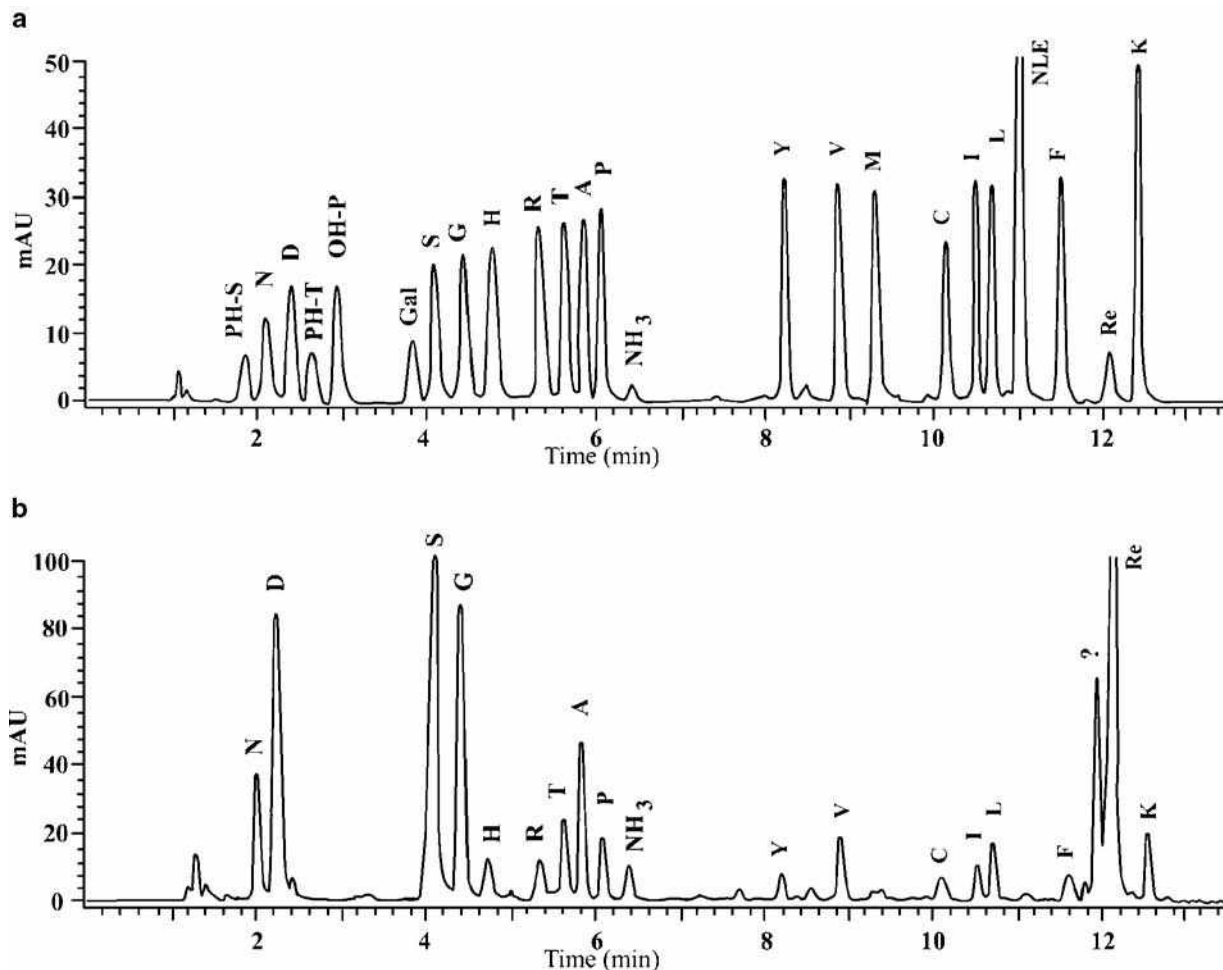 a
50
40
30
20
10
0
mAU
PH-S
N
D
PH-T
OH-P
Gal
S
G
H
R
T
A
P
NH3
Y
V
M
C
I
L
NLE
F
Re
K
2
4
6
8
10
12
Time (min)
b
100
80
60
40
20
0
mAU
N
D
S
G
H
R
T
A
P
NH3
Y
V
C
I
L
F
?
Re
K
2
4
6
8
10
12
Time (min)